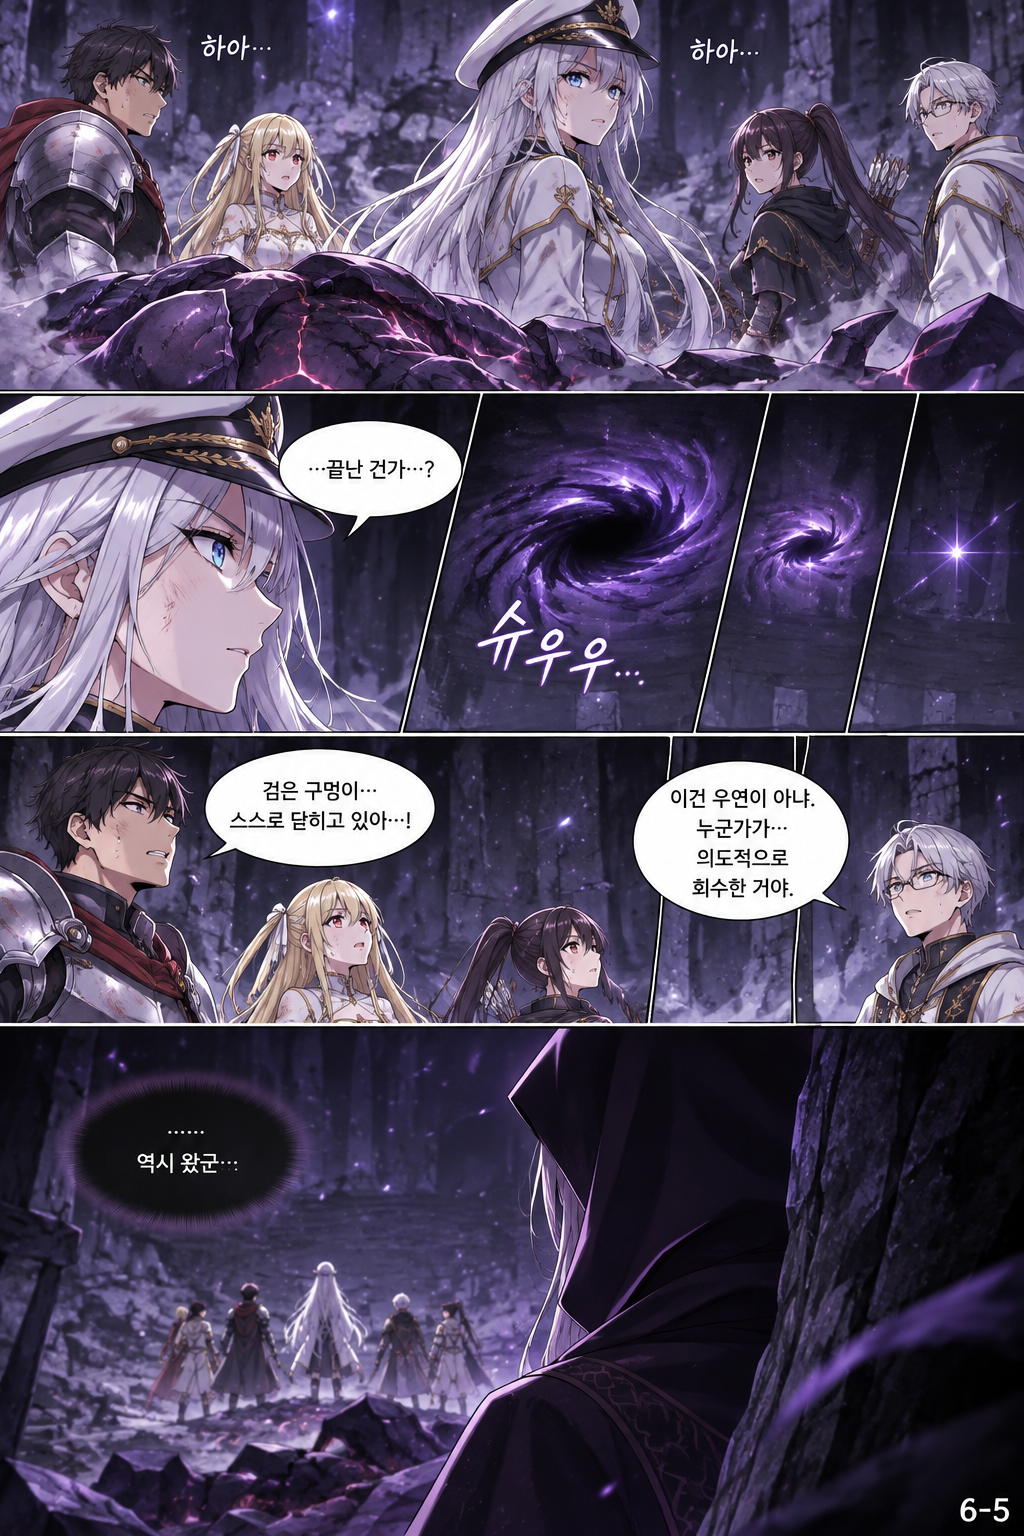 하아…
하아…
…끝난 건가…?
슈우우...
검은 구멍이…
스스로 닫히고 있아…!
이건 우연이 아냐.
누군가가…
의도적으로
회수한 거야.
……
역시 왔군…
6-5